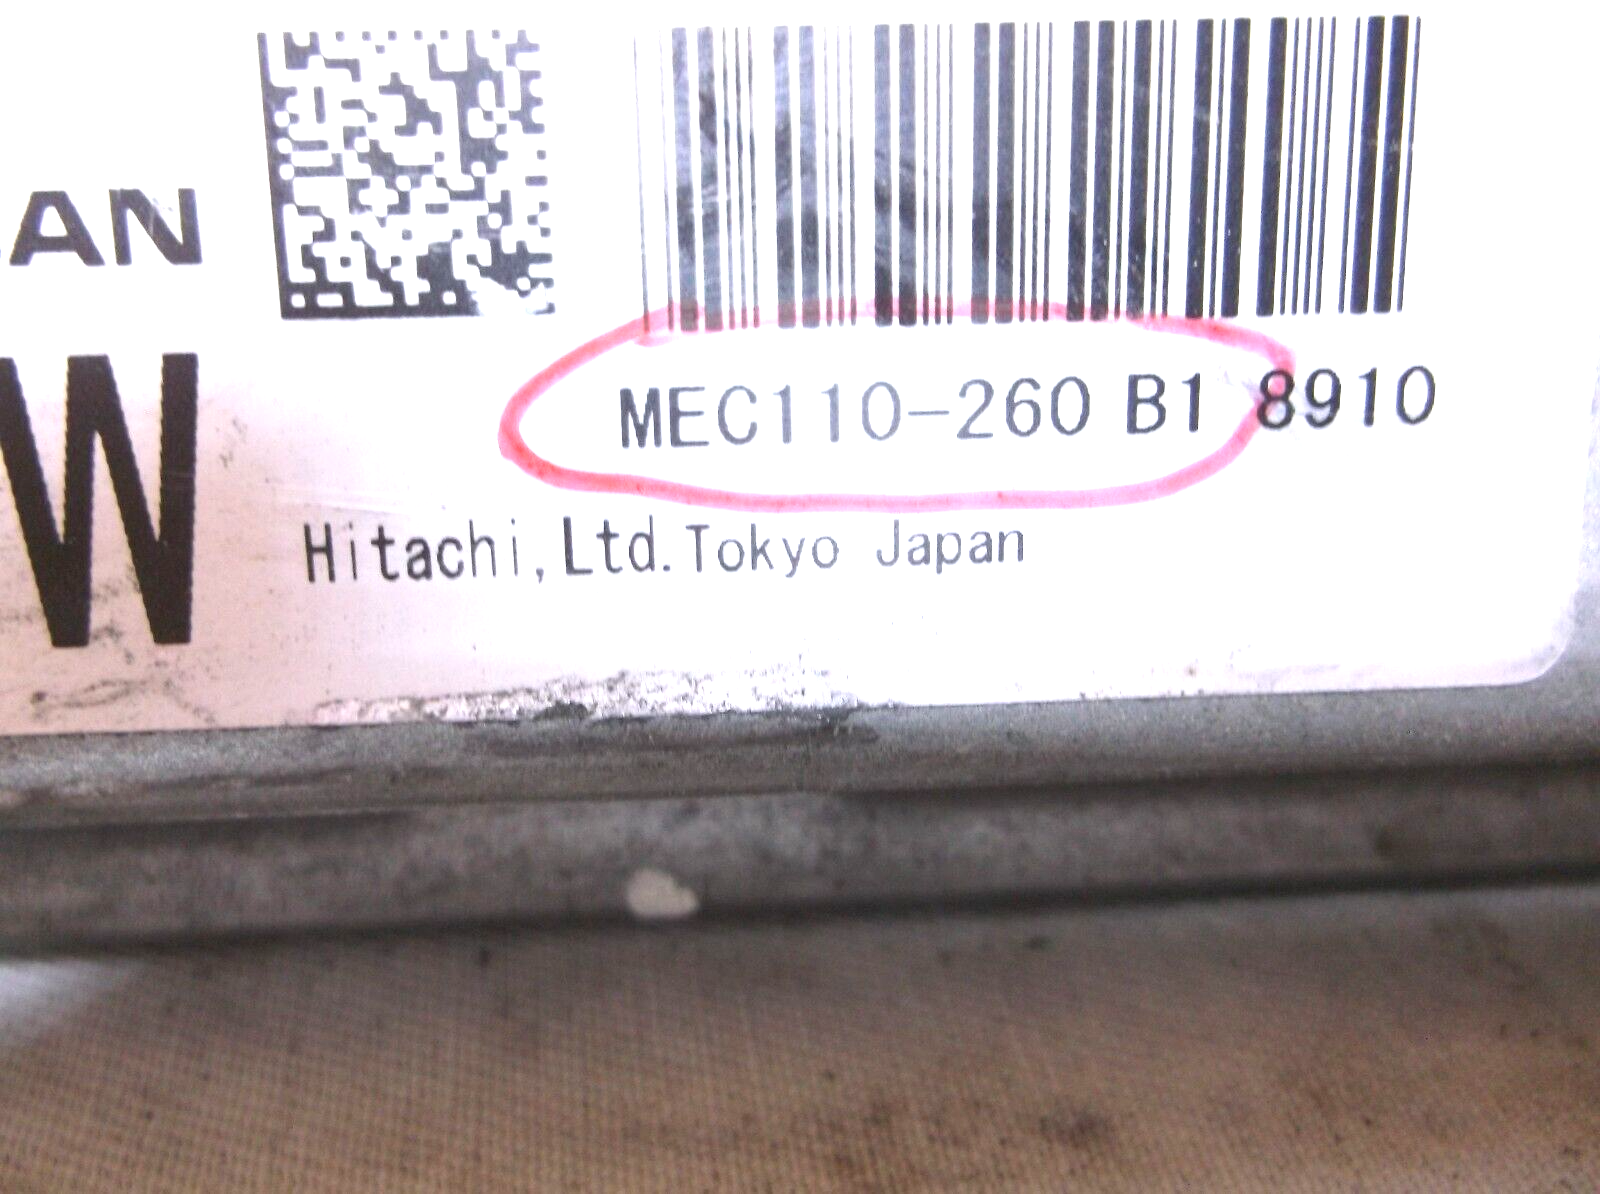 AN
W
MEC110-260 B1 8910
Hitachi, Ltd. Tokyo Japan